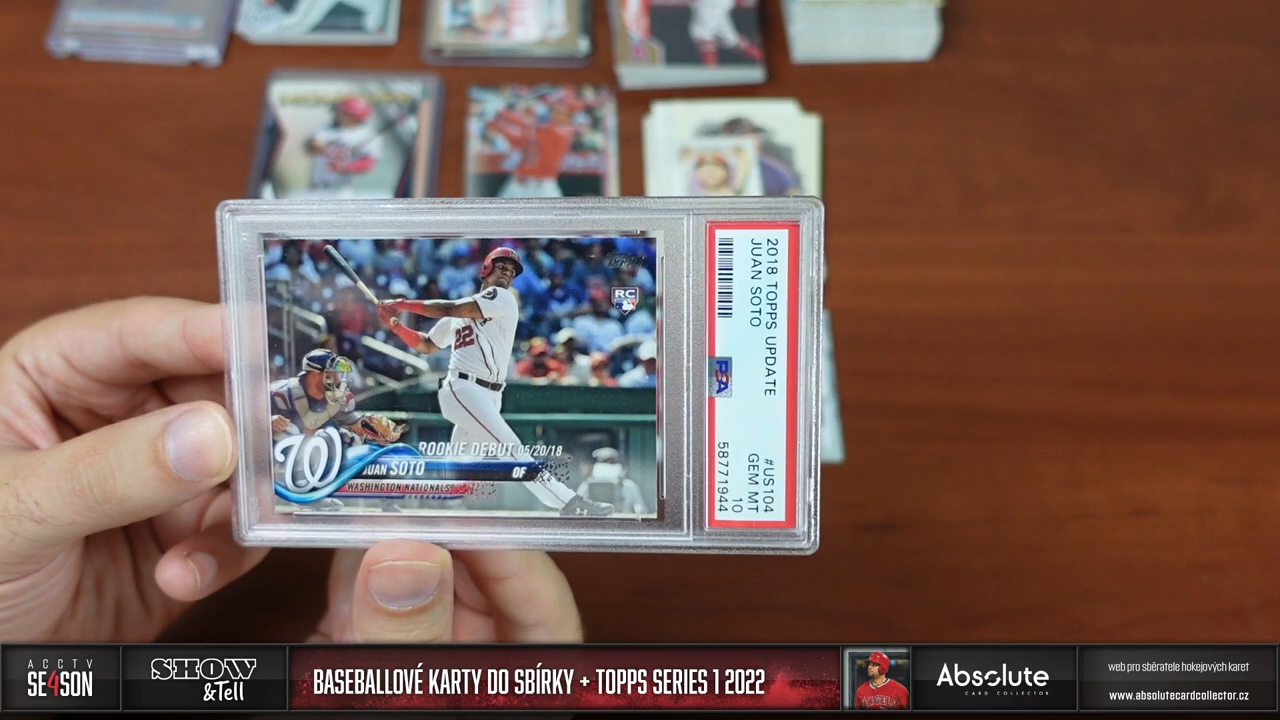 2018 TOPPS UPDATE
JUAN SOTO
#US104
GEM MT
10
PSA
58771944
RC
22
W
ROOKIE DEBUT 05/20/18
JUAN SOTO OF
WASHINGTON NATIONALS
ACCTV
SE4SON
SHOW
&Tell
BASEBALLOVÉ KARTY DO SBÍRKY + TOPPS SERIES 1 2022
ANGELS
Absolute
CARD COLLECTOR
web pro sběratele hokejových karet
www.absolutecardcollector.cz